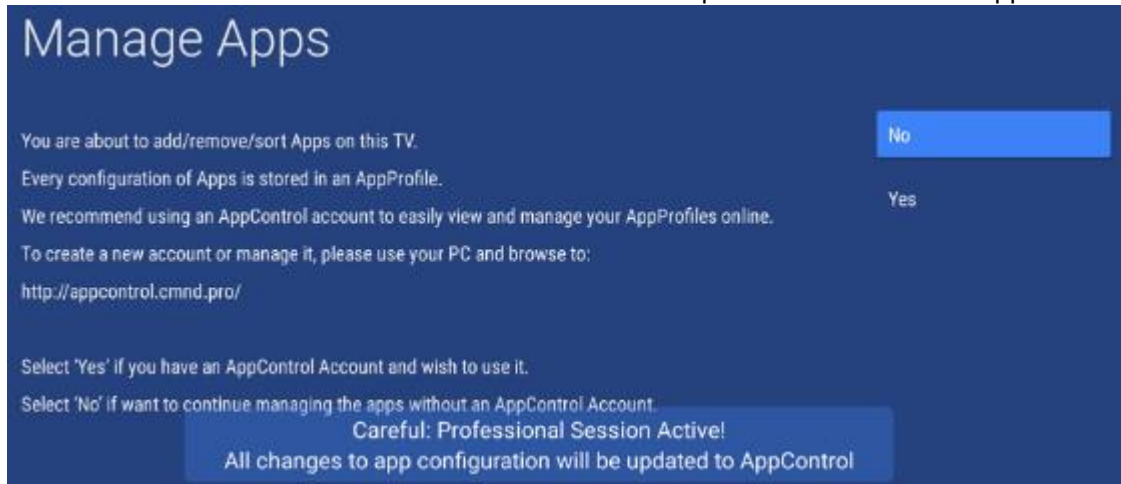 Manage Apps
You are about to add/remove/sort Apps on this TV.
No
Every configuration of Apps is stored in an AppProfile.
Yes
We recommend using an AppControl account to easily view and manage your AppProfiles online.
To create a new account or manage it, please use your PC and browse to:
http://appcontrol.cmnd.pro/
Select 'Yes' if you have an AppControl Account and wish to use it.
Select 'No' if want to continue managing the apps without an AppControl Account.
Careful: Professional Session Active!
All changes to app configuration will be updated to AppControl